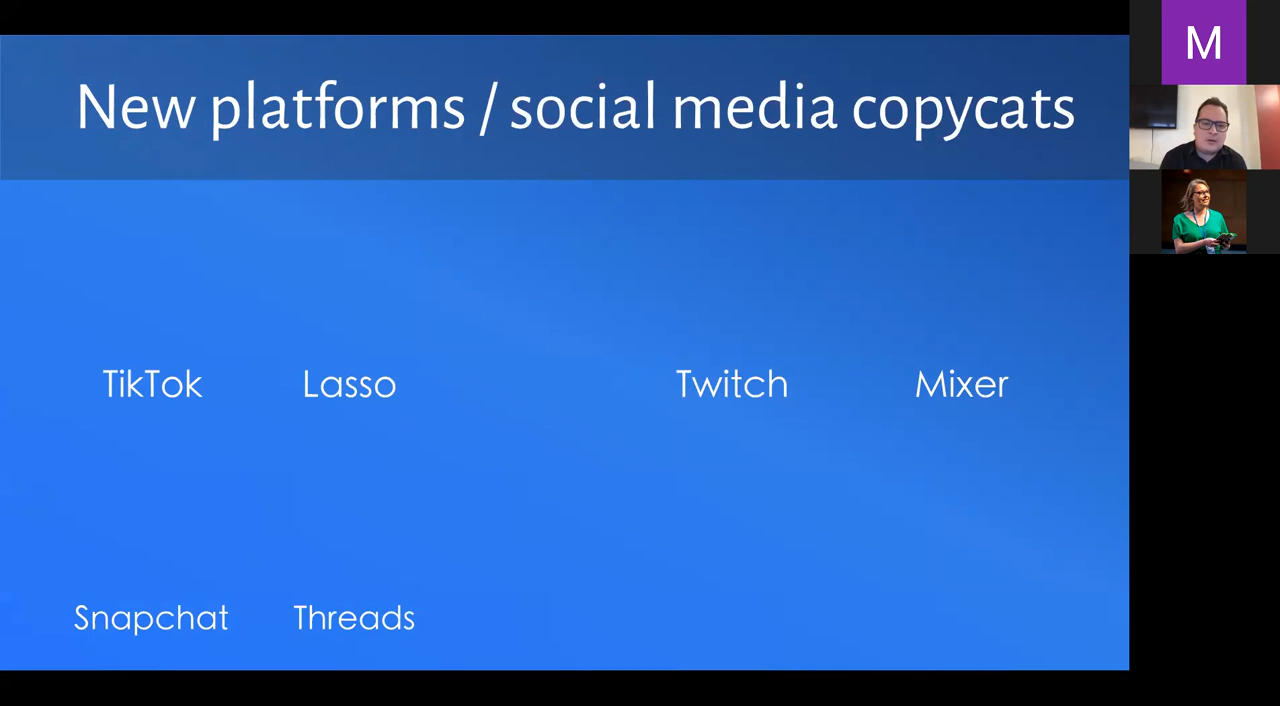 New platforms / social media copycats
M
TikTok Lasso Twitch Mixer
Snapchat Threads